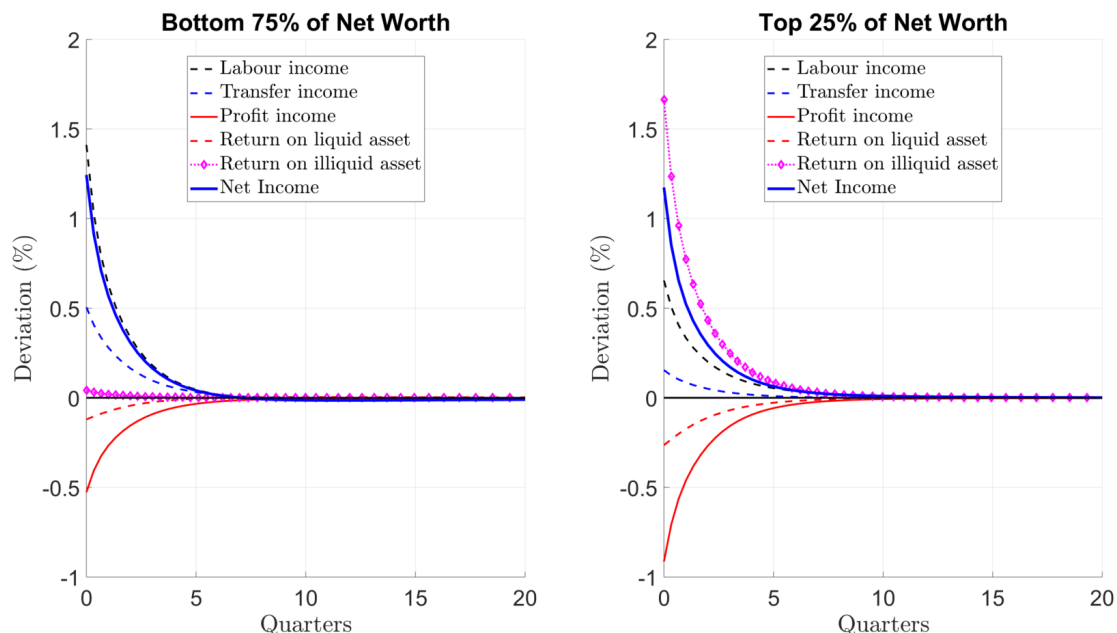 Bottom 75% of Net Worth
2
1.5
1
0.5
0
-0.5
-1
Deviation (%)
Labour income
Transfer income
Profit income
Return on liquid asset
Return on illiquid asset
Net Income
0
5
10
15
20
Quarters
Top 25% of Net Worth
2
1.5
1
0.5
0
-0.5
-1
Deviation (%)
Labour income
Transfer income
Profit income
Return on liquid asset
Return on illiquid asset
Net Income
0
5
10
15
20
Quarters